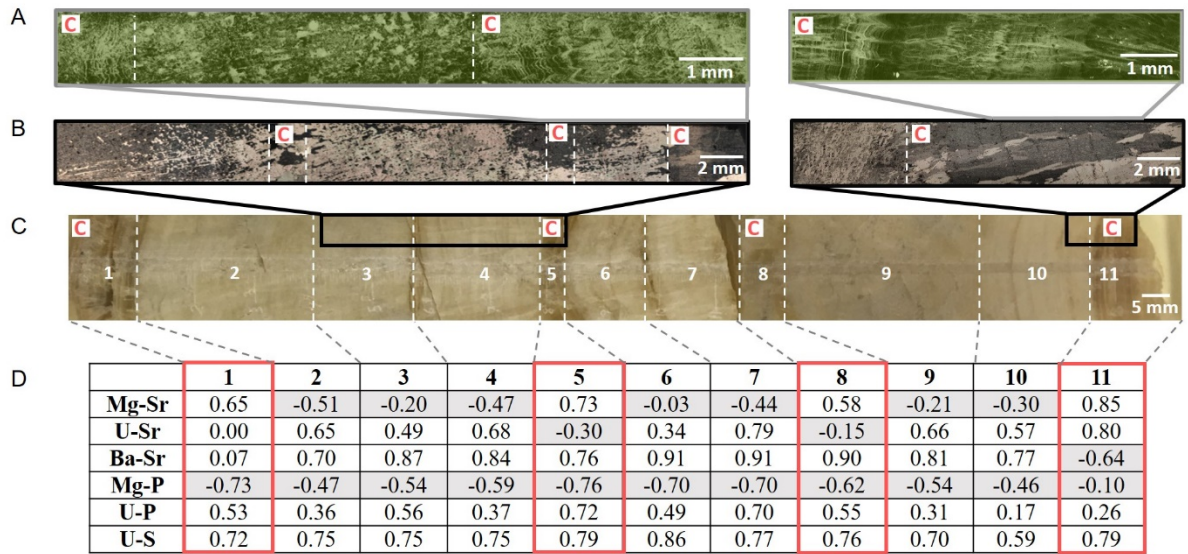 A
C
C
1 mm
C
1 mm
B
C
C
C
2 mm
C
2 mm
C
C
C
C
C
1
2
3
4
5
6
7
8
9
10
11
5 mm
D
1 2 3 4 5 6 7 8 9 10 11
Mg-Sr 0.65 -0.51 -0.20 -0.47 0.73 -0.03 -0.44 0.58 -0.21 -0.30 0.85
U-Sr 0.00 0.65 0.49 0.68 -0.30 0.34 0.79 -0.15 0.66 0.57 0.80
Ba-Sr 0.07 0.70 0.87 0.84 0.76 0.91 0.91 0.90 0.81 0.77 -0.64
Mg-P -0.73 -0.47 -0.54 -0.59 -0.76 -0.70 -0.70 -0.62 -0.54 -0.46 -0.10
U-P 0.53 0.36 0.56 0.37 0.72 0.49 0.70 0.55 0.31 0.17 0.26
U-S 0.72 0.75 0.75 0.75 0.79 0.86 0.77 0.76 0.70 0.59 0.79